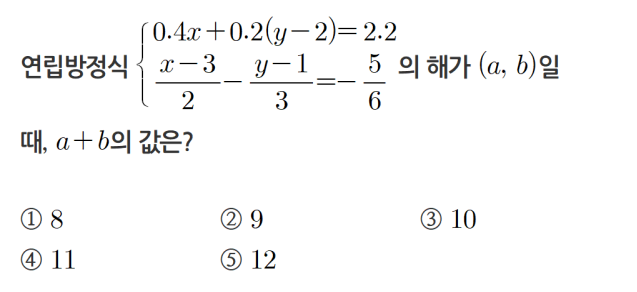 연립방정식 { 0.4x+0.2(y−2)=2.2
(x−3)/2 − (y−1)/3 = − 5/6 의 해가 (a, b)일
때, a+b의 값은?
① 8 ② 9 ③ 10
④ 11 ⑤ 12